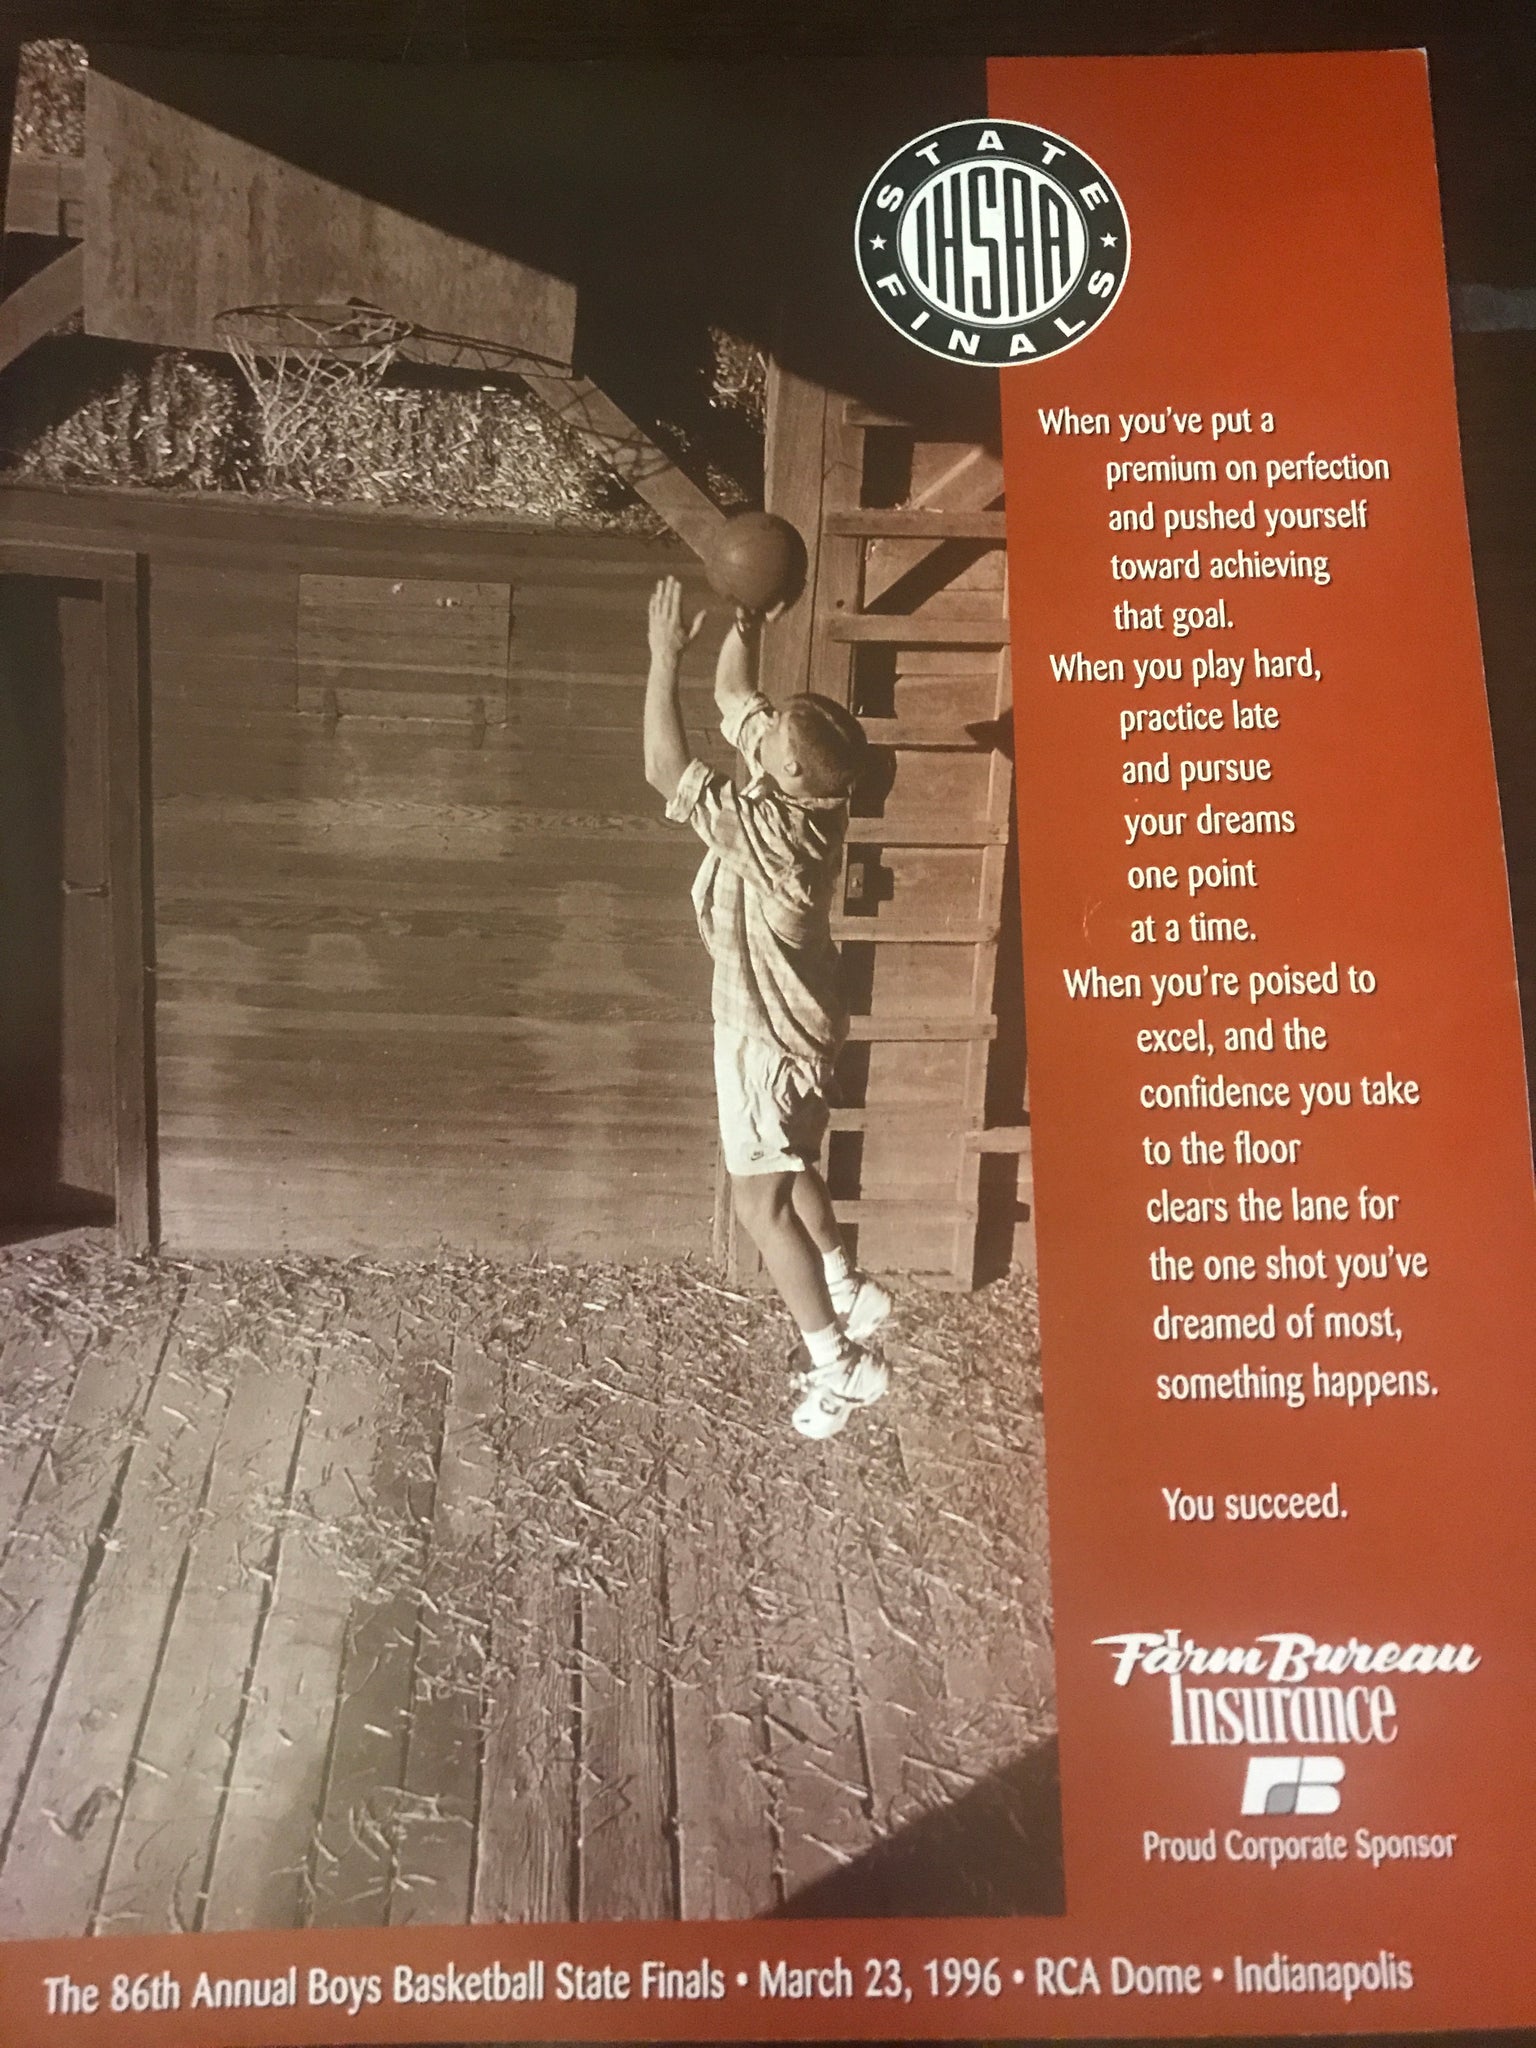 STATE
IHSAA
FINALS
When you've put a
premium on perfection
and pushed yourself
toward achieving
that goal.
When you play hard,
practice late
and pursue
your dreams
one point
at a time.
When you're poised to
excel, and the
confidence you take
to the floor
clears the lane for
the one shot you've
dreamed of most,
something happens.
You succeed.
Farm Bureau
Insurance
FB
Proud Corporate Sponsor
The 86th Annual Boys Basketball State Finals • March 23, 1996 • RCA Dome • Indianapolis